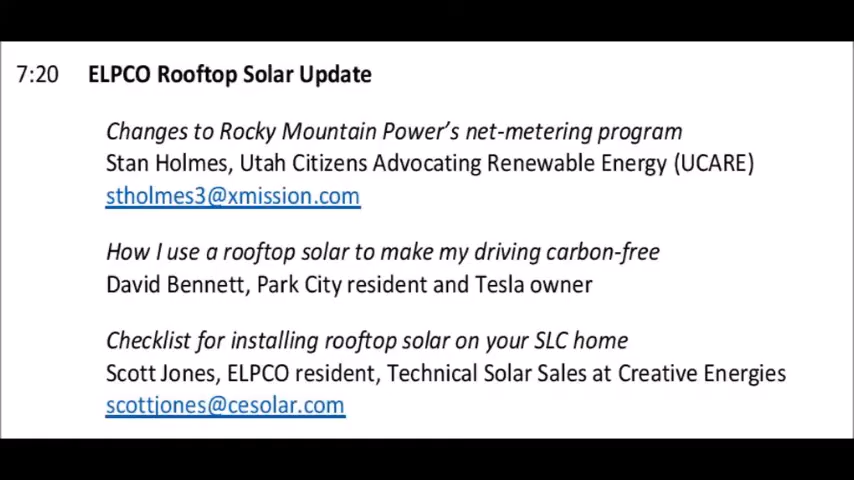 7:20 ELPCO Rooftop Solar Update
Changes to Rocky Mountain Power's net-metering program
Stan Holmes, Utah Citizens Advocating Renewable Energy (UCARE)
stholmes3@xmission.com
How I use a rooftop solar to make my driving carbon-free
David Bennett, Park City resident and Tesla owner
Checklist for installing rooftop solar on your SLC home
Scott Jones, ELPCO resident, Technical Solar Sales at Creative Energies
scottjones@cesolar.com